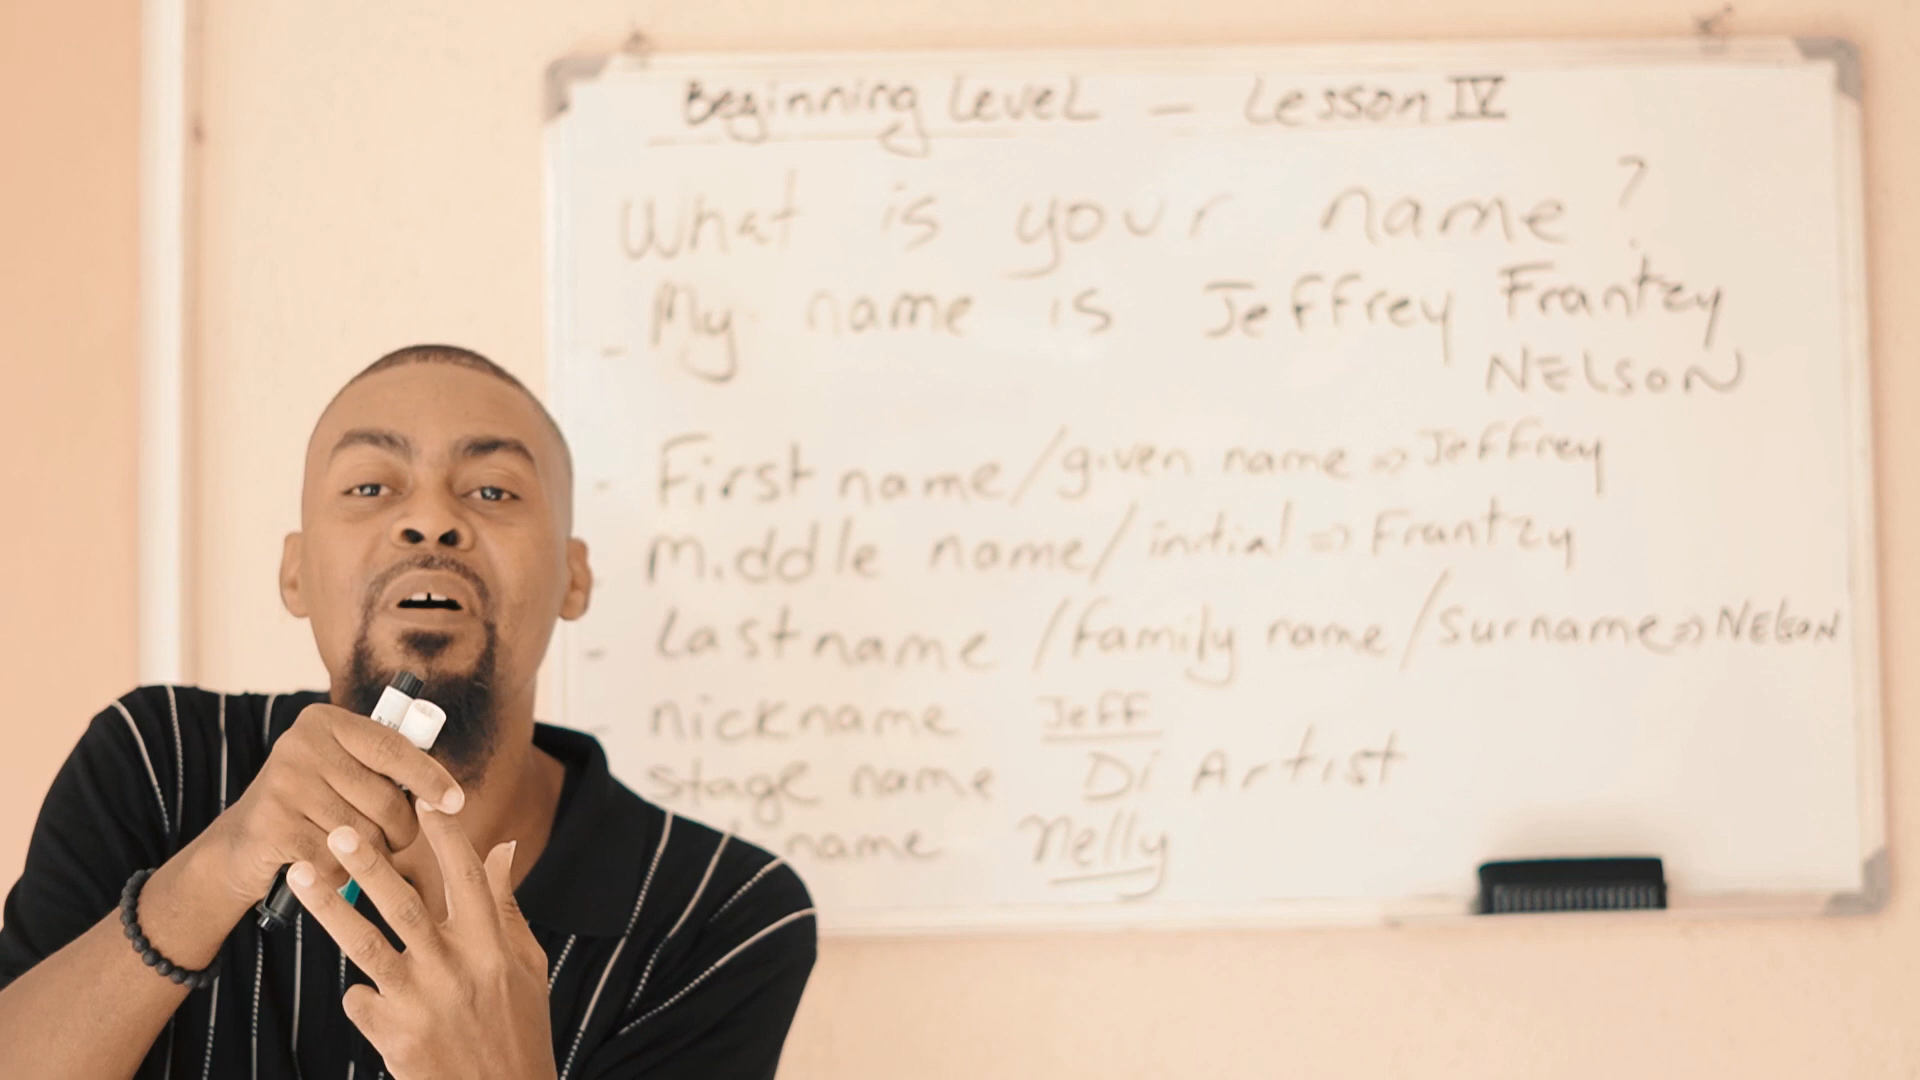 Beginning Level — Lesson IV
What is your name ?
- My name is Jeffrey Frantzy
NELSON
- First name/given name => Jeffrey
- Middle name/initial => Frantzy
- Last name /family name /Surname => NELSON
- nickname Jeff
stage name Di Artist
name Nelly